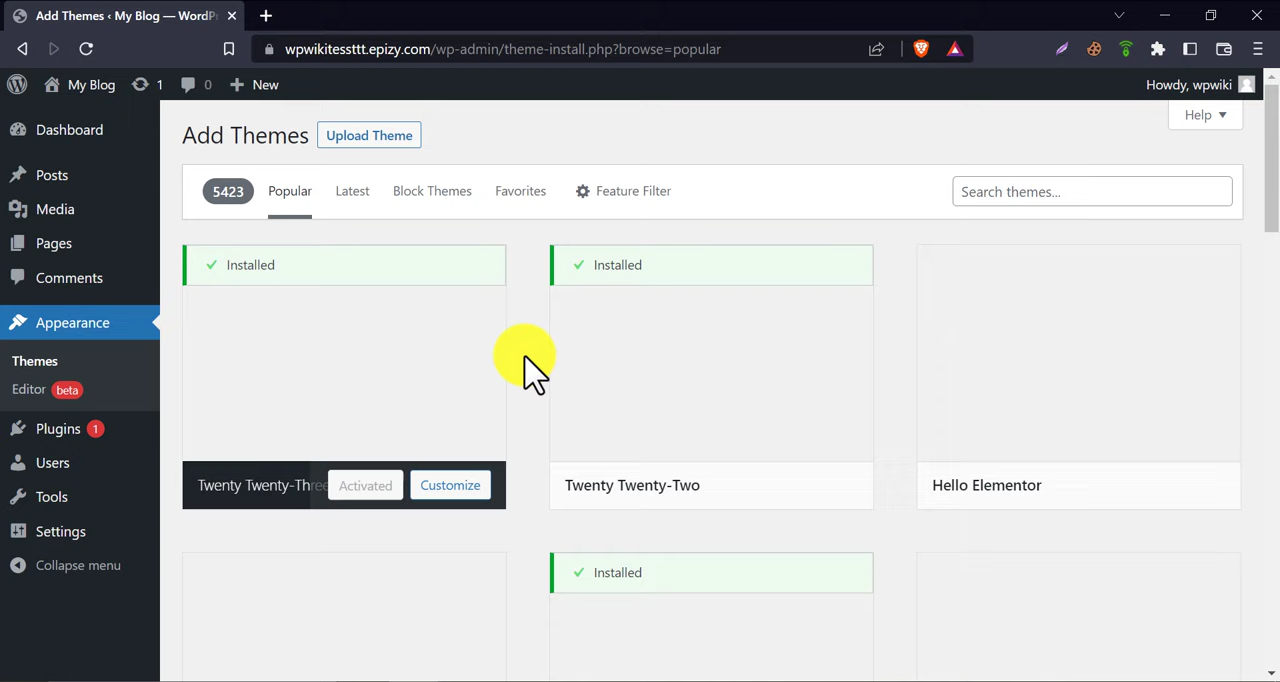 Add Themes ‹ My Blog — WordPr
wpwikitessttt.epizy.com/wp-admin/theme-install.php?browse=popular
My Blog 1 0 New Howdy, wpwiki
Help
Dashboard
Posts
Media
Pages
Comments
Appearance
Themes
Editor beta
Plugins 1
Users
Tools
Settings
Collapse menu
Add Themes Upload Theme
5423 Popular Latest Block Themes Favorites Feature Filter Search themes...
Installed
Installed
Twenty Twenty-Three Activated Customize
Twenty Twenty-Two
Hello Elementor
Installed